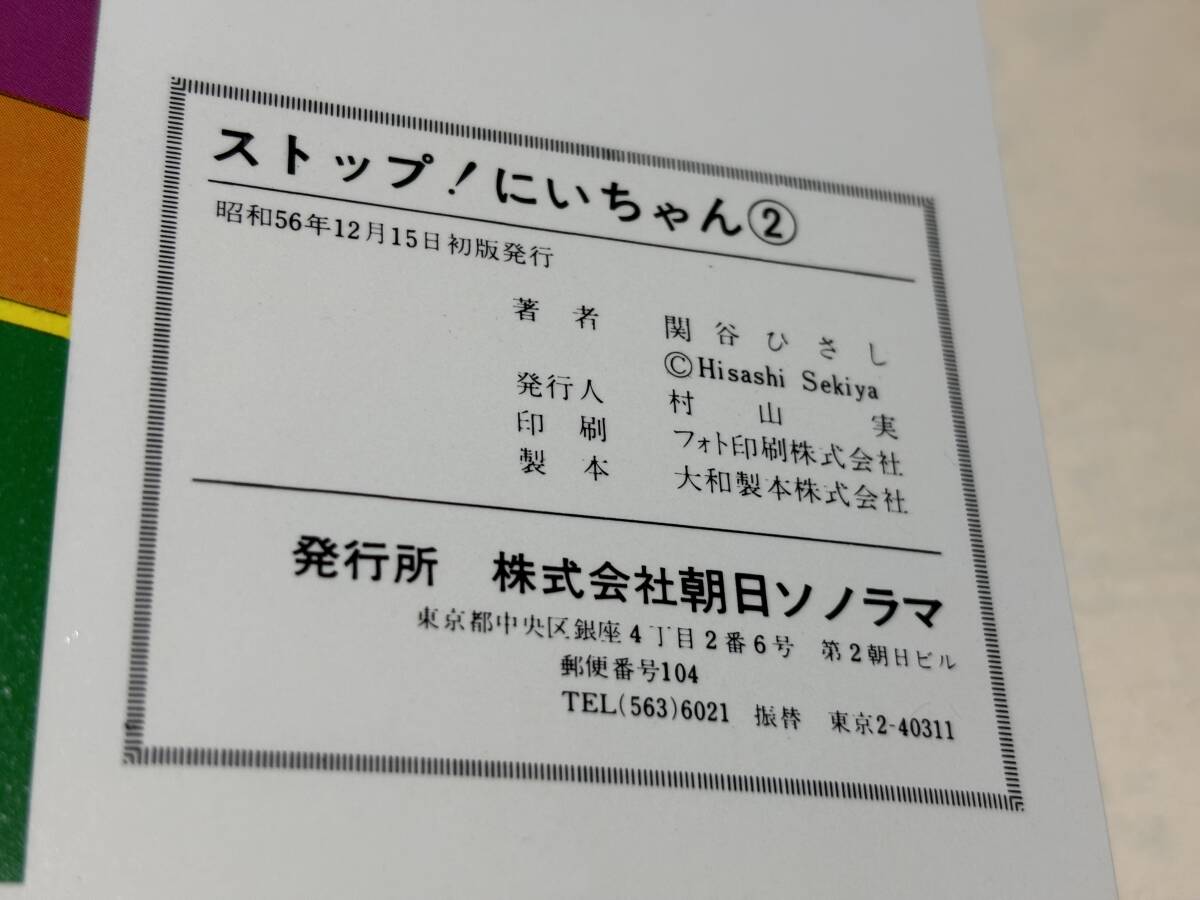 ストップ!にいちゃん②
昭和56年12月15日初版発行
著者 関谷ひさし
©Hisashi Sekiya
発行人 村山実
印刷 フォト印刷株式会社
製本 大和製本株式会社
発行所 株式会社朝日ソノラマ
東京都中央区銀座4丁目2番6号 第2朝日ビル
郵便番号104
TEL(563)6021 振替 東京2-40311